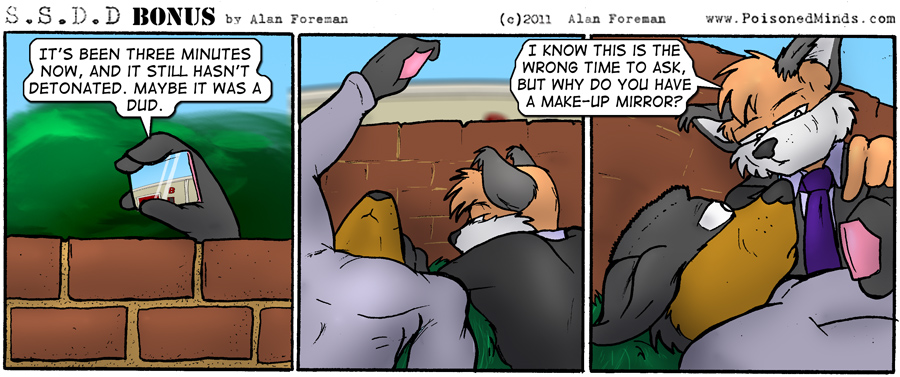 S.S.D.D BONUS by Alan Foreman (c)2011 Alan Foreman www.PoisonedMinds.com
IT'S BEEN THREE MINUTES
NOW, AND IT STILL HASN'T
DETONATED. MAYBE IT WAS A
DUD.
B
I KNOW THIS IS THE
WRONG TIME TO ASK,
BUT WHY DO YOU HAVE
A MAKE-UP MIRROR?